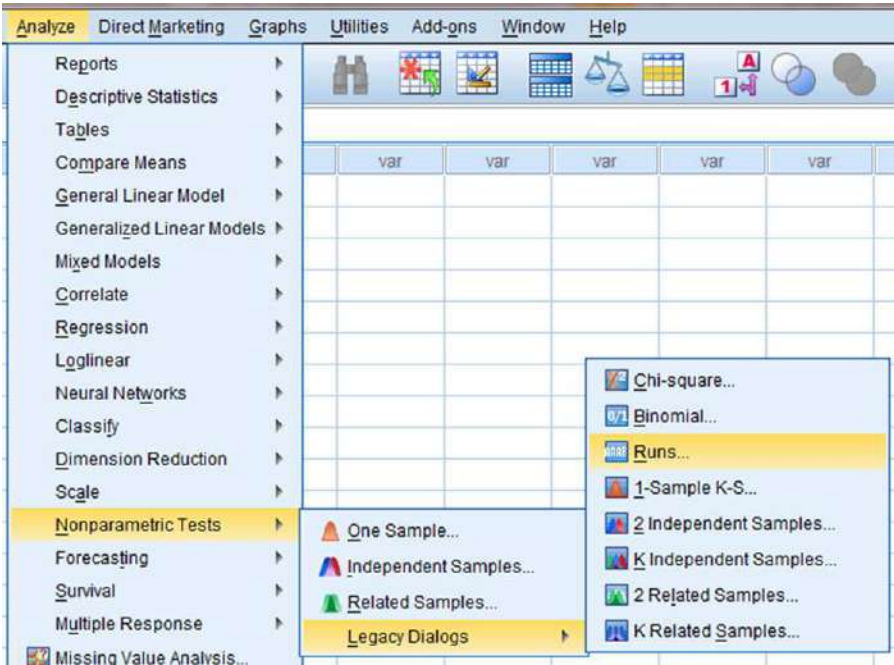 Analyze Direct Marketing Graphs Utilities Add-ons Window Help
A
1
var var var var var
Reports
Descriptive Statistics
Tables
Compare Means
General Linear Model
Generalized Linear Models
Mixed Models
Correlate
Regression
Loglinear
Neural Networks
Classify
Dimension Reduction
Scale
Nonparametric Tests
Forecasting
Survival
Multiple Response
Missing Value Analysis...
One Sample...
Independent Samples...
Related Samples...
Legacy Dialogs
Chi-square...
0/1 Binomial...
Runs...
1-Sample K-S...
2 Independent Samples...
K Independent Samples...
2 Related Samples...
K Related Samples...